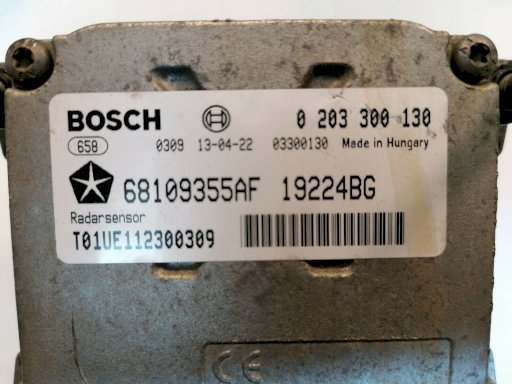 BOSCH 0 203 300 130
658 0309 13-04-22 03300130 Made in Hungary
68109355AF 19224BG
Radarsensor
T01UE112300309
CE